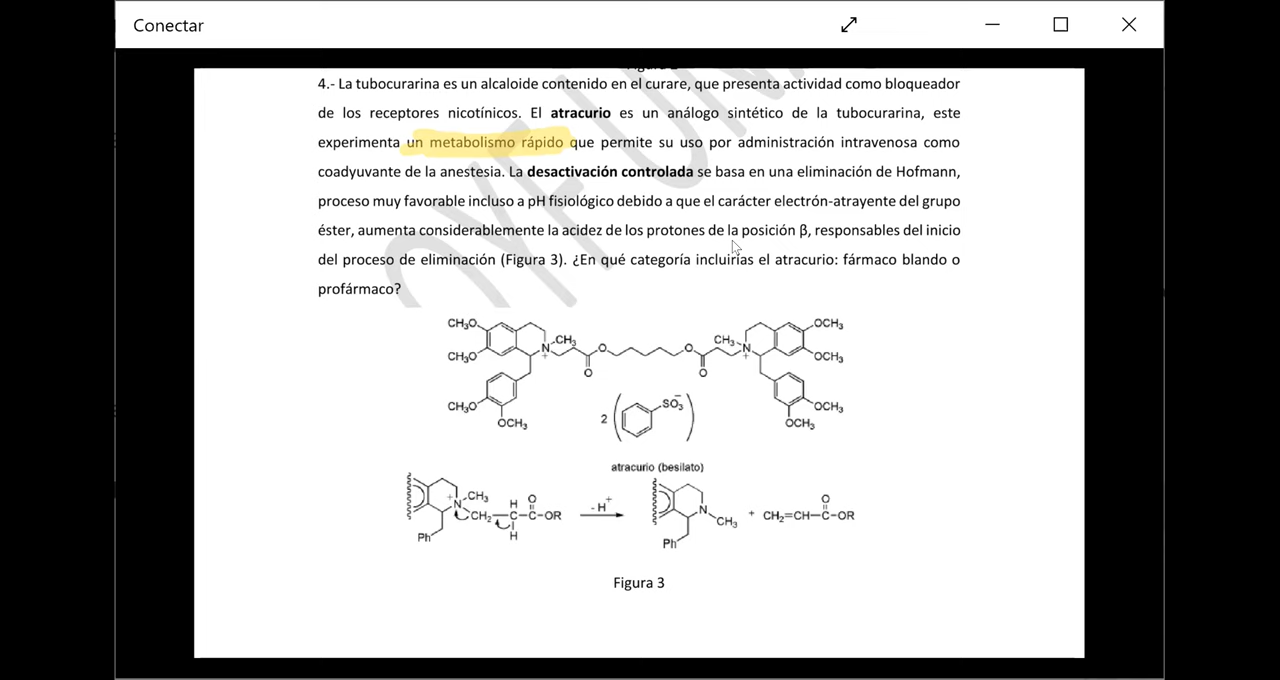 Conectar
4.- La tubocurarina es un alcaloide contenido en el curare, que presenta actividad como bloqueador
de los receptores nicotínicos. El atracurio es un análogo sintético de la tubocurarina, este
experimenta un metabolismo rápido que permite su uso por administración intravenosa como
coadyuvante de la anestesia. La desactivación controlada se basa en una eliminación de Hofmann,
proceso muy favorable incluso a pH fisiológico debido a que el carácter electrón-atrayente del grupo
éster, aumenta considerablemente la acidez de los protones de la posición β, responsables del inicio
del proceso de eliminación (Figura 3). ¿En qué categoría incluirías el atracurio: fármaco blando o
profármaco?
CH3O CH3O CH3O OCH3 N + CH3 O O O O CH3 N + OCH3 OCH3 OCH3 OCH3
2 ( SO3- )
atracurio (besilato)
Ph + N CH3 CH2 H C H O C OR - H+ Ph N CH3 + CH2=CH-C-OR O
Figura 3